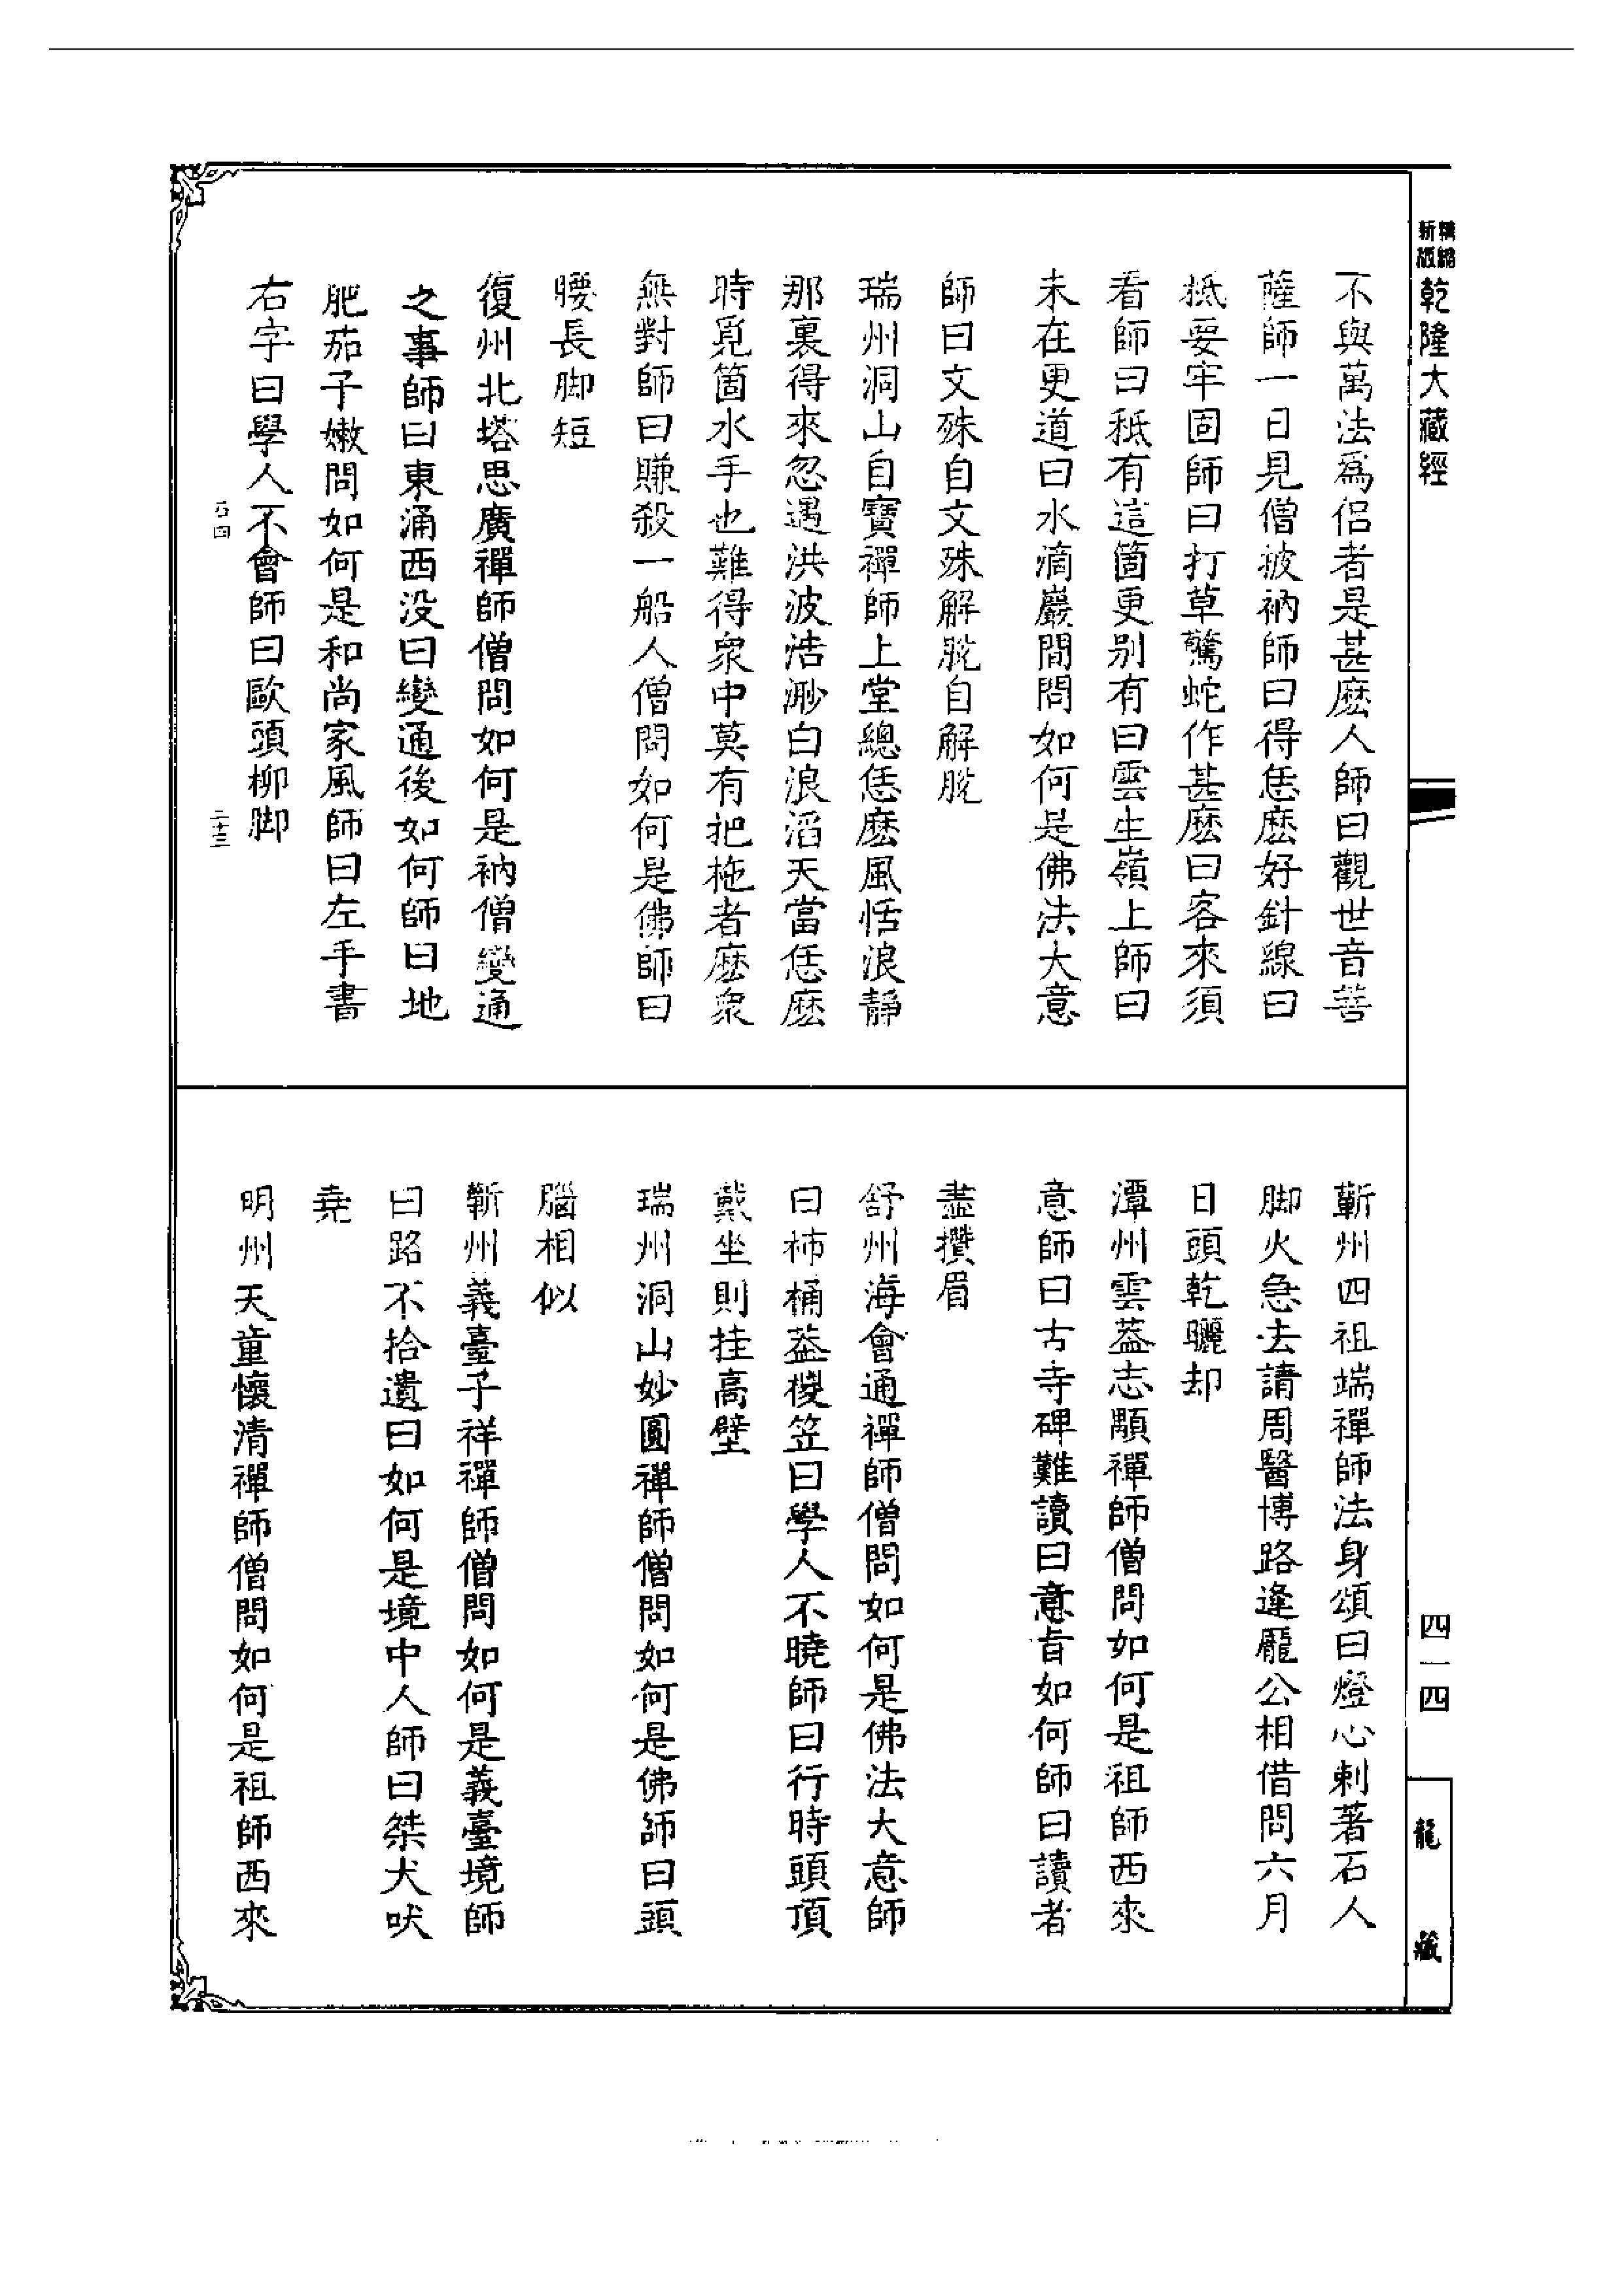 精縮
新版
乾隆大藏經
四一四
龍藏
不與萬法爲侶者是甚麽人師曰觀世音菩
薩師一日見僧披衲師曰得恁麽好針線曰
秪要牢固師曰打草驚蛇作甚麽曰客來須
看師曰秪有這箇更別有曰雲生嶺上師曰
未在更道曰水滴巖間問如何是佛法大意
師曰文殊自文殊解脫自解脫
瑞州洞山自寶禪師上堂總恁麽風恬浪靜
那裏得來忽遇洪波浩渺白浪滔天當恁麽
時覓箇水手也難得衆中莫有把柂者麽衆
無對師曰賺殺一船人僧問如何是佛師曰
腰長脚短
復州北塔思廣禪師僧問如何是衲僧變通
之事師曰東涌西没曰變通後如何師曰地
肥茄子嫩問如何是和尚家風師曰左手書
右字曰學人不會師曰歐頭柳脚
二十三
蘄州四祖端禪師法身頌曰燈心刺著石人
脚火急去請周醫博路逢龐公相借問六月
日頭乾曬却
潭州雲葢志顒禪師僧問如何是祖師西來
意師曰古寺碑難讀曰意旨如何師曰讀者
盡攢眉
舒州海會通禪師僧問如何是佛法大意師
曰柿桶葢椶笠曰學人不曉師曰行時頭頂
戴坐則挂高壁
瑞州洞山妙圓禪師僧問如何是佛師曰頭
腦相似
蘄州義臺子祥禪師僧問如何是義臺境師
曰路不拾遺曰如何是境中人師曰桀犬吠
堯
明州天童懷清禪師僧問如何是祖師西來